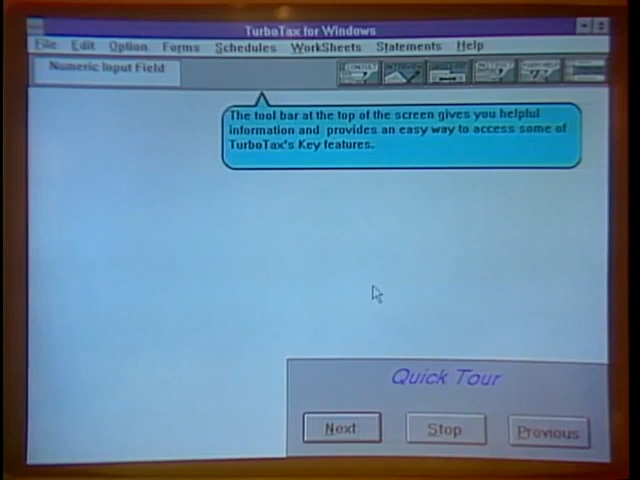 TurboTax for Windows
File Edit Option Forms Schedules WorkSheets Statements Help
Numeric Input Field
The tool bar at the top of the screen gives you helpful
information and provides an easy way to access some of
TurboTax's Key features.
Quick Tour
Next Stop Previous